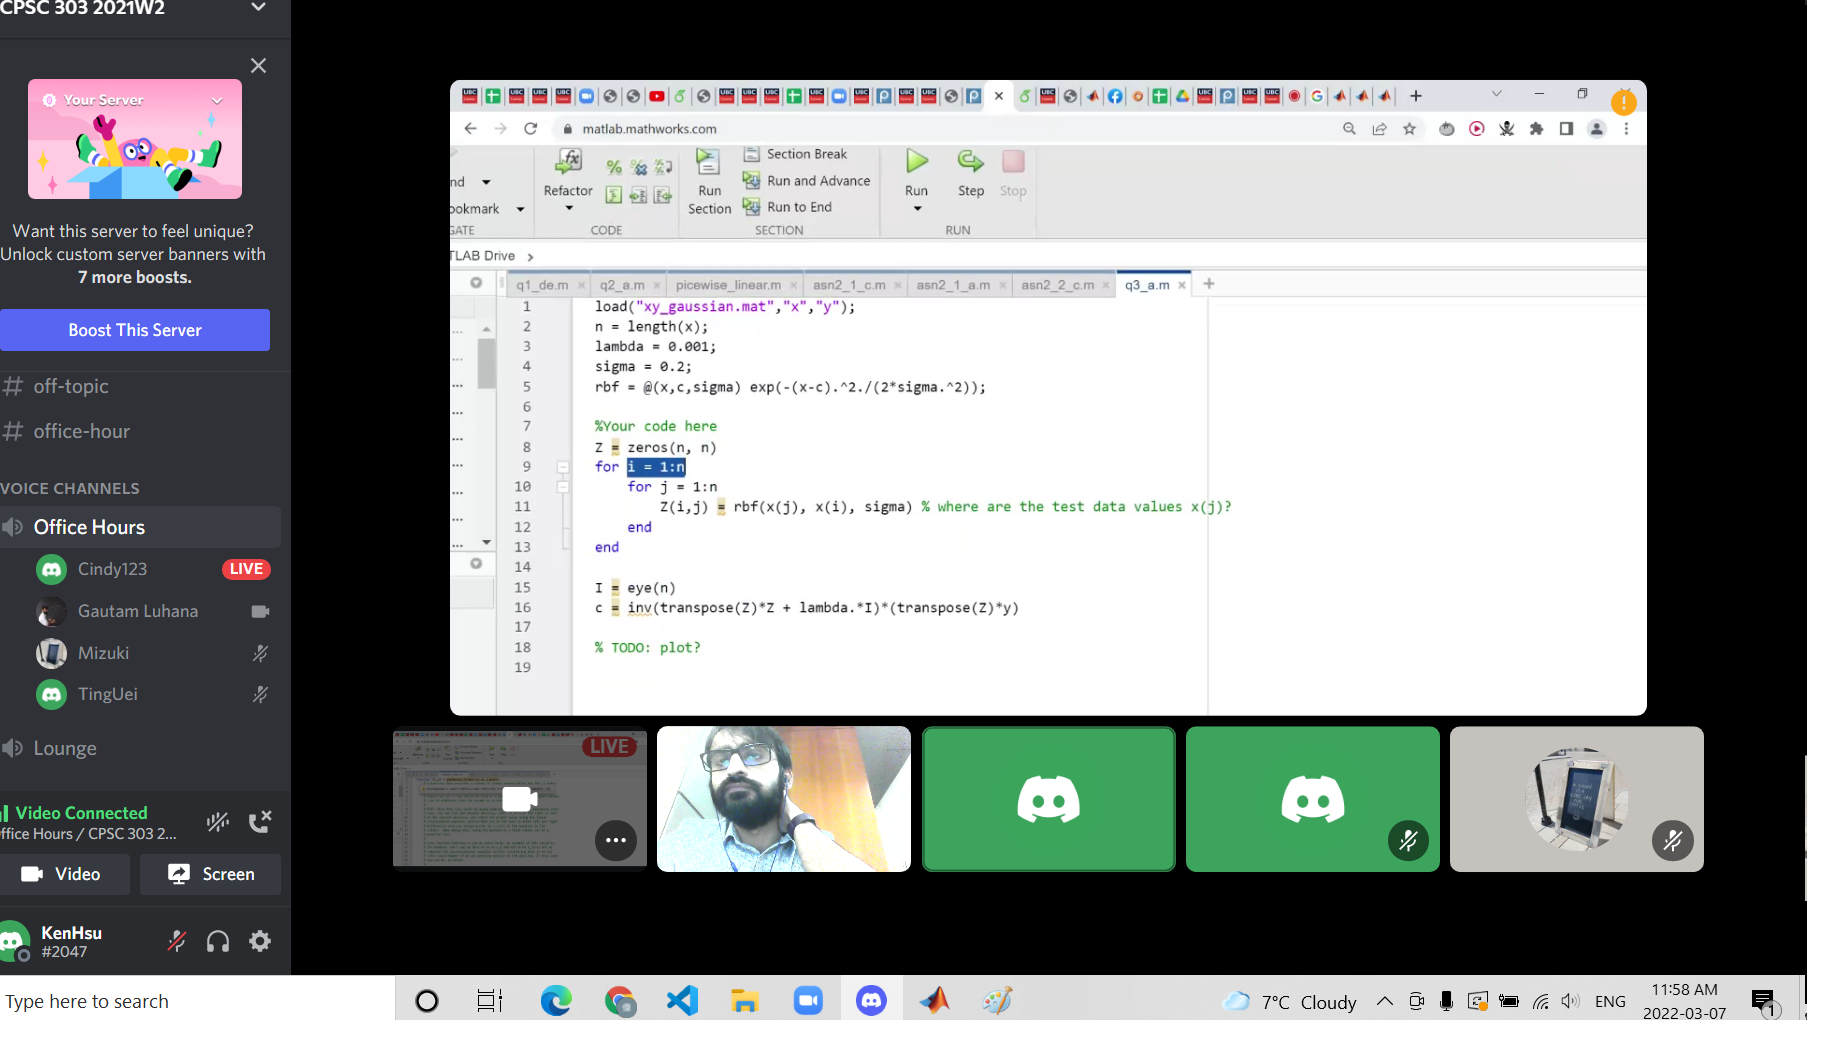 CPSC 303 2021W2
Your Server
Want this server to feel unique?
Unlock custom server banners with
7 more boosts.
Boost This Server
# off-topic
# office-hour
VOICE CHANNELS
Office Hours
Cindy123 LIVE
Gautam Luhana
Mizuki
TingUei
Lounge
Video Connected
ffice Hours / CPSC 303 2...
Video Screen
KenHsu
#2047
matlab.mathworks.com
nd
ookmark
GATE
Refactor
CODE
Run
Section
Section Break
Run and Advance
Run to End
SECTION
Run Step Stop
RUN
TLAB Drive >
q1_de.m × q2_a.m × picewise_linear.m × asn2_1_c.m × asn2_1_a.m × asn2_2_c.m × q3_a.m × +
1 load("xy_gaussian.mat","x","y");
2 n = length(x);
3 lambda = 0.001;
4 sigma = 0.2;
5 rbf = @(x,c,sigma) exp(-(x-c).^2./(2*sigma.^2));
6
7 %Your code here
8 Z = zeros(n, n)
9 for i = 1:n
10 for j = 1:n
11 Z(i,j) = rbf(x(j), x(i), sigma) % where are the test data values x(j)?
12 end
13 end
14
15 I = eye(n)
16 c = inv(transpose(Z)*Z + lambda.*I)*(transpose(Z)*y)
17
18 % TODO: plot?
19
LIVE
Type here to search
7°C Cloudy
ENG
11:58 AM
2022-03-07
1